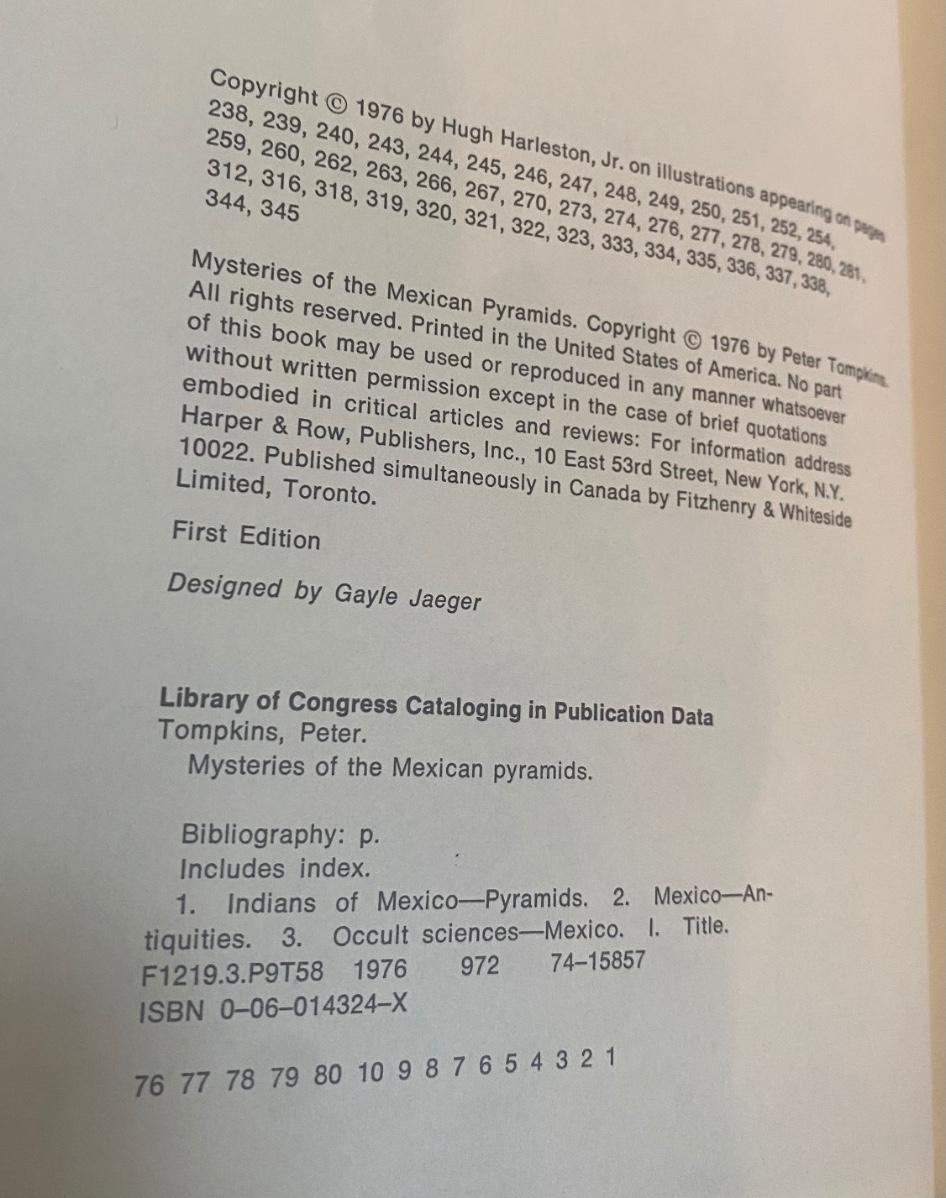 Copyright © 1976 by Hugh Harleston, Jr. on illustrations appearing on pages
238, 239, 240, 243, 244, 245, 246, 247, 248, 249, 250, 251, 252, 254,
259, 260, 262, 263, 266, 267, 270, 273, 274, 276, 277, 278, 279, 280, 281,
312, 316, 318, 319, 320, 321, 322, 323, 333, 334, 335, 336, 337, 338,
344, 345
Mysteries of the Mexican Pyramids. Copyright © 1976 by Peter Tompkins.
All rights reserved. Printed in the United States of America. No part
of this book may be used or reproduced in any manner whatsoever
without written permission except in the case of brief quotations
embodied in critical articles and reviews: For information address
Harper & Row, Publishers, Inc., 10 East 53rd Street, New York, N.Y.
10022. Published simultaneously in Canada by Fitzhenry & Whiteside
Limited, Toronto.
First Edition
Designed by Gayle Jaeger
Library of Congress Cataloging in Publication Data
Tompkins, Peter.
Mysteries of the Mexican pyramids.
Bibliography: p.
Includes index.
1. Indians of Mexico—Pyramids. 2. Mexico—An-
tiquities. 3. Occult sciences—Mexico. I. Title.
F1219.3.P9T58 1976 972 74–15857
ISBN 0–06–014324–X
76 77 78 79 80 10 9 8 7 6 5 4 3 2 1